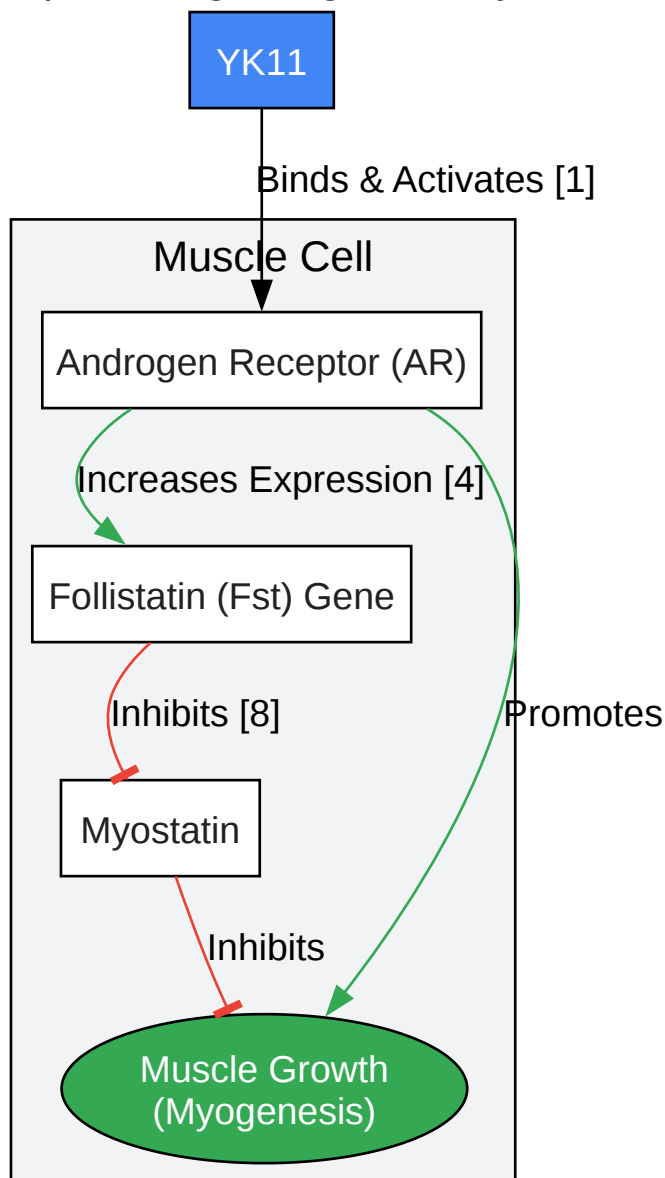 YK11
Binds & Activates [1]
Muscle Cell
Androgen Receptor (AR)
Increases Expression [4]
Follistatin (Fst) Gene
Inhibits [8]
Promotes
Myostatin
Inhibits
Muscle Growth
(Myogenesis)